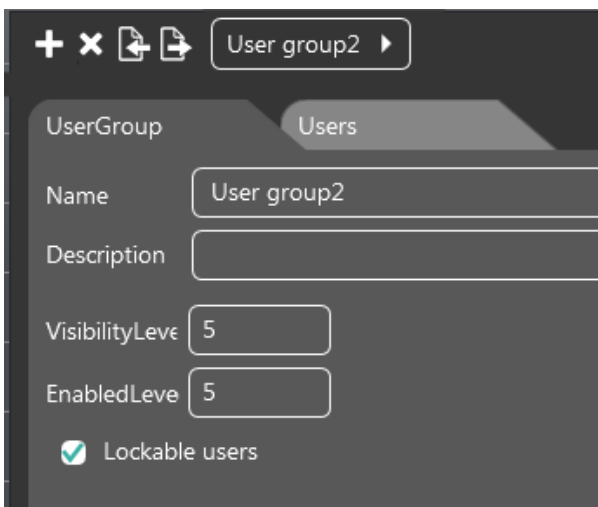 User group2
UserGroup Users
Name User group2
Description
VisibilityLeve 5
EnabledLeve 5
Lockable users